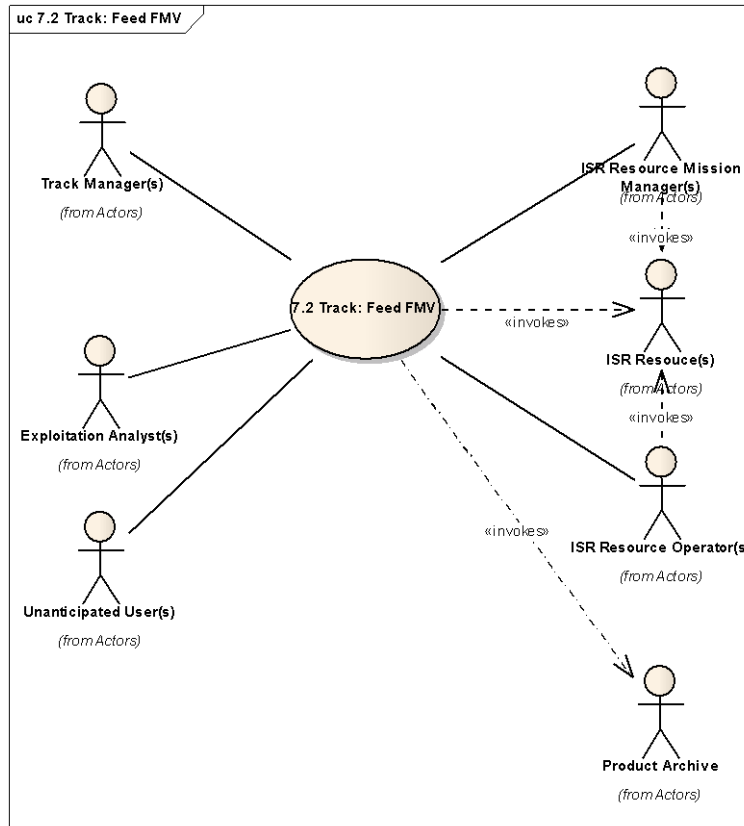 uc 7.2 Track: Feed FMV
Track Manager(s)
(from Actors)
ISR Resource Mission
Manager(s)
(from Actors)
«invokes»
7.2 Track: Feed FMV
«invokes»
ISR Resouce(s)
(from Actors)
«invokes»
Exploitation Analyst(s)
(from Actors)
«invokes»
ISR Resource Operator(s)
(from Actors)
Unanticipated User(s)
(from Actors)
Product Archive
(from Actors)